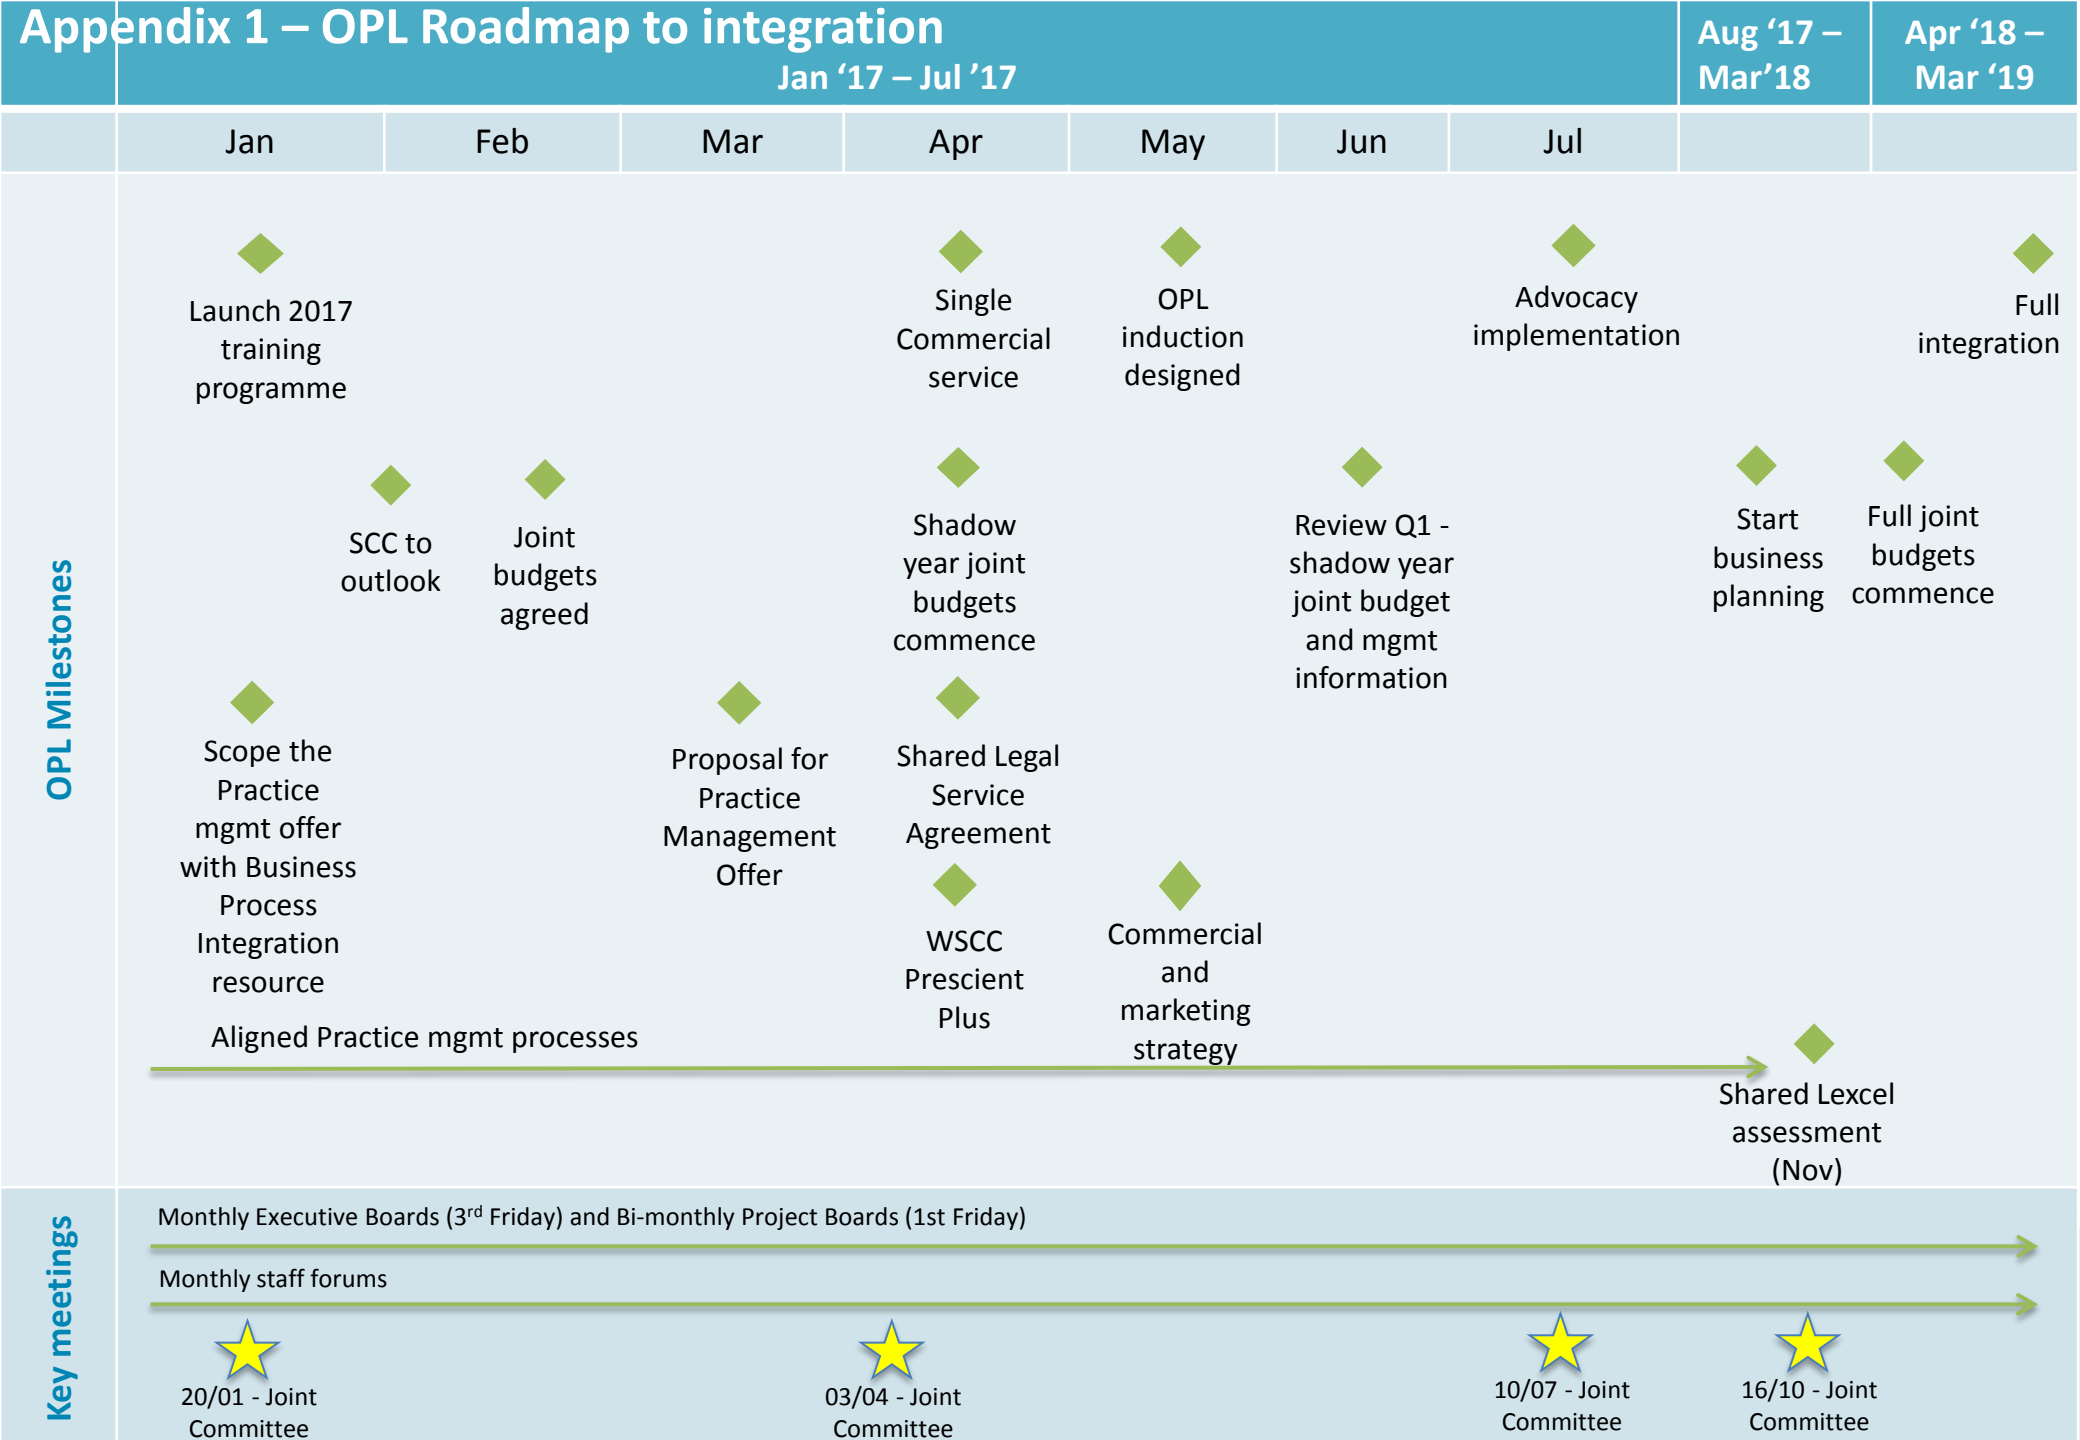 Appendix 1 – OPL Roadmap to integration
Jan ‘17 – Jul ’17
Aug ‘17 –
Mar’18
Apr ‘18 –
Mar ‘19
Jan
Feb
Mar
Apr
May
Jun
Jul
OPL Milestones
Launch 2017
training
programme
Single
Commercial
service
OPL
induction
designed
Advocacy
implementation
Full
integration
SCC to
outlook
Joint
budgets
agreed
Shadow
year joint
budgets
commence
Review Q1 -
shadow year
joint budget
and mgmt
information
Start
business
planning
Full joint
budgets
commence
Scope the
Practice
mgmt offer
with Business
Process
Integration
resource
Proposal for
Practice
Management
Offer
Shared Legal
Service
Agreement
WSCC
Prescient
Plus
Commercial
and
marketing
strategy
Aligned Practice mgmt processes
Shared Lexcel
assessment
(Nov)
Key meetings
Monthly Executive Boards (3rd Friday) and Bi-monthly Project Boards (1st Friday)
Monthly staff forums
20/01 - Joint
Committee
03/04 - Joint
Committee
10/07 - Joint
Committee
16/10 - Joint
Committee